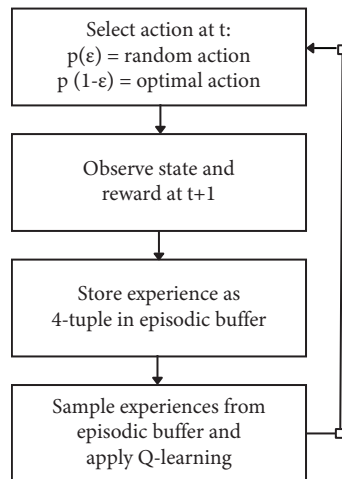 Select action at t:
p(ε) = random action
p (1-ε) = optimal action
Observe state and
reward at t+1
Store experience as
4-tuple in episodic buffer
Sample experiences from
episodic buffer and
apply Q-learning